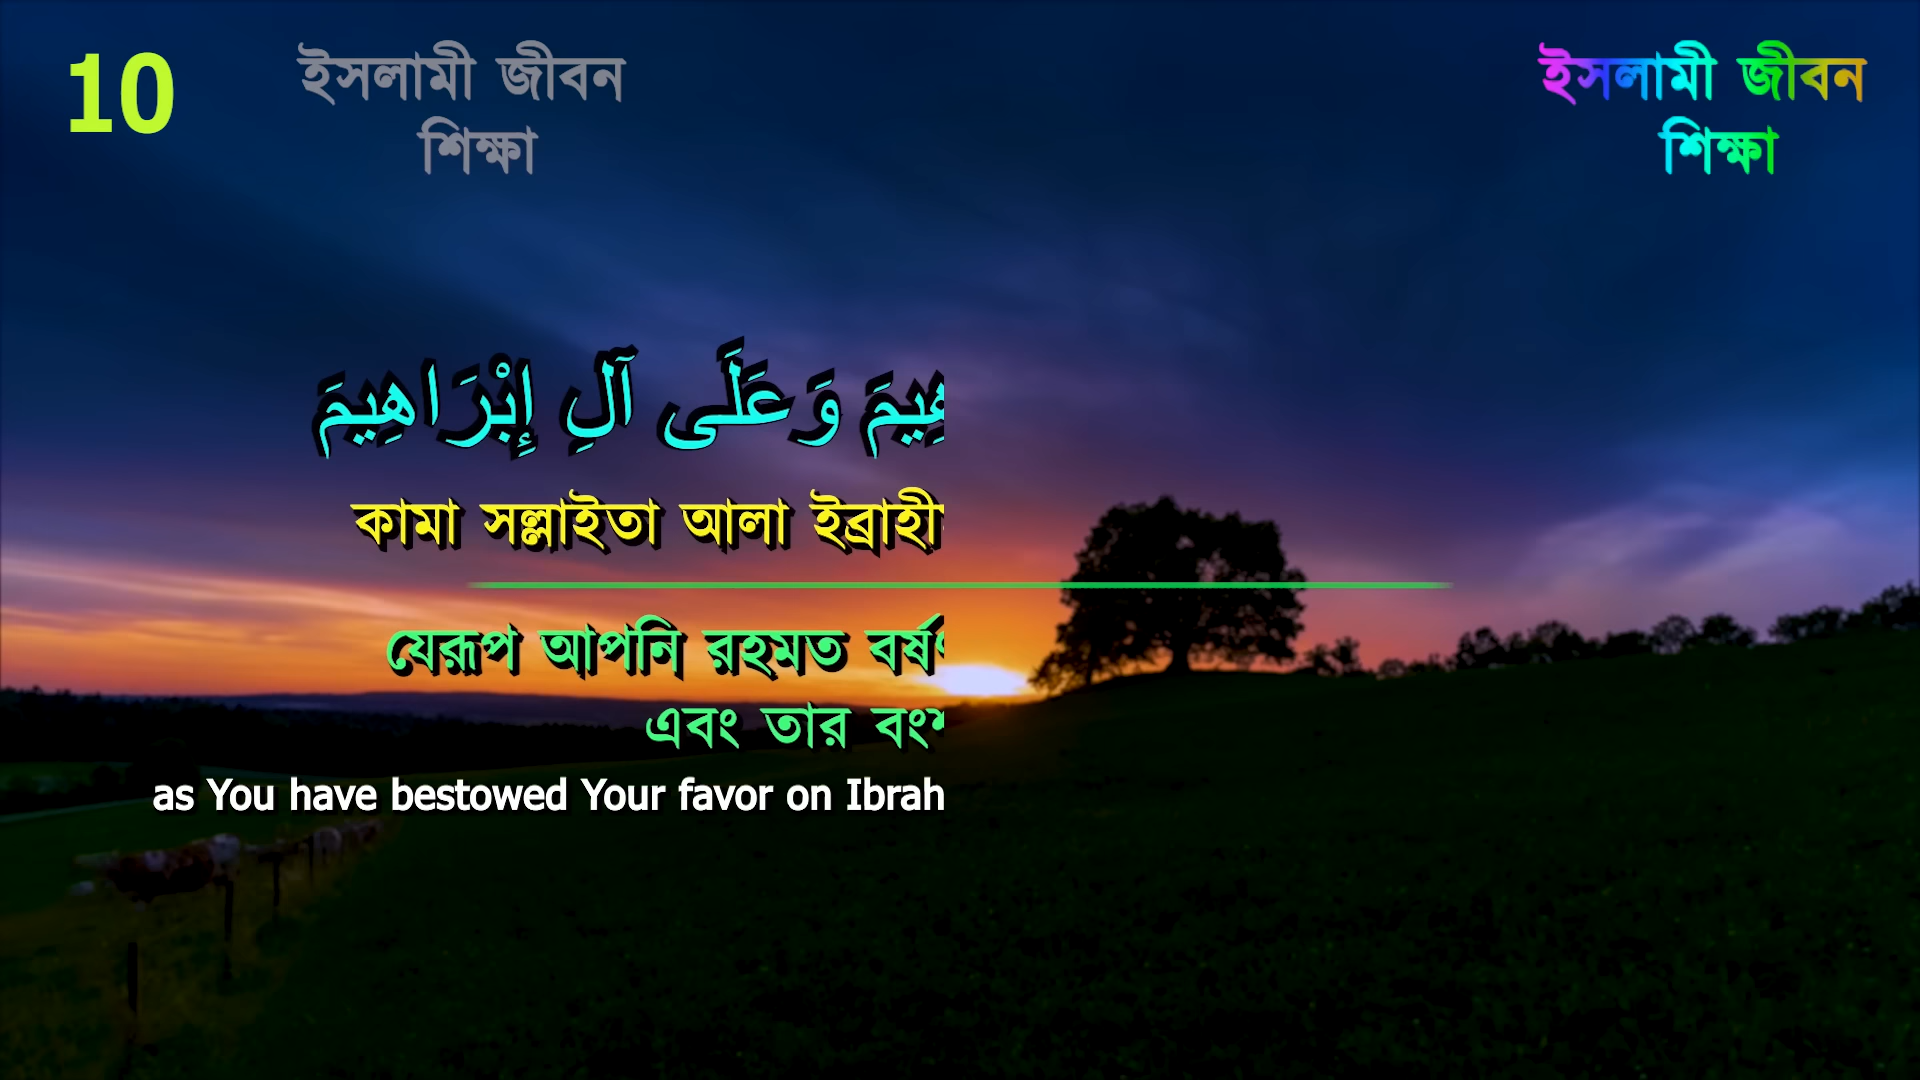 10
ইসলামী জীবন
শিক্ষা
ইসলামী জীবন
শিক্ষা
وَعَلَى آلِ إِبْرَاهِيمَ
কামা সল্লাইতা আলা
যেরূপ আপনি রহমত
এবং তার
as You have bestowed Your favor on